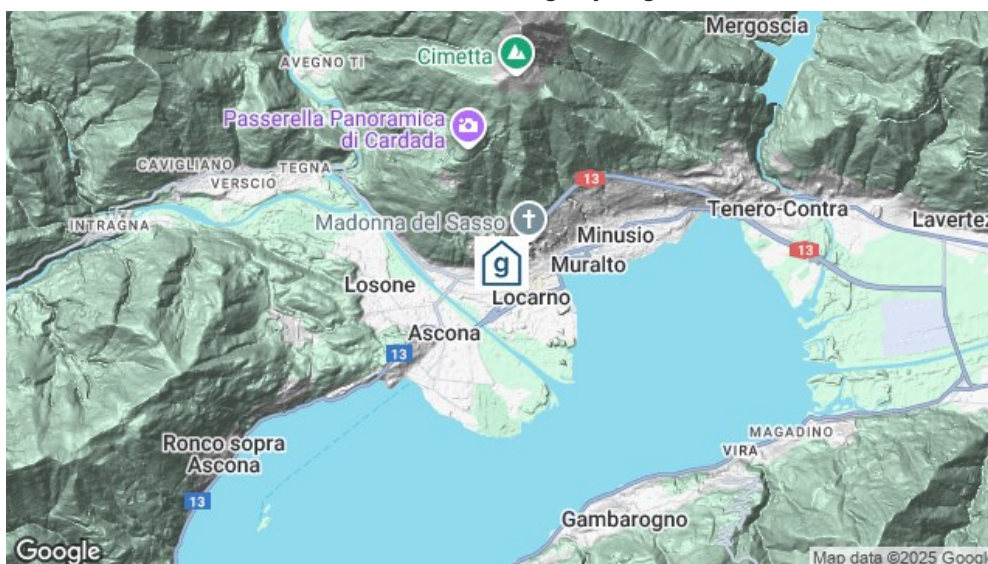 Mergoscia
Cimetta
AVEGNO TI
Passerella Panoramica
di Cardada
CAVIGLIANO
TEGNA
VERSCIO
13
INTRAGNA
Madonna del Sasso
Tenero-Contra
Lavertez
Minusio
Muralto
13
g
Losone
Locarno
Ascona
13
Ronco sopra
Ascona
MAGADINO
VIRA
13
Gambarogno
Google
Map data ©2025 Google